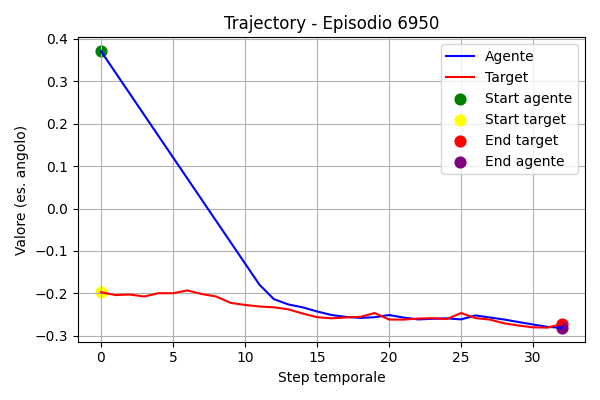 Trajectory - Episodio 6950
Valore (es. angolo)
0.4
0.3
0.2
0.1
0.0
−0.1
−0.2
−0.3
Agente
Target
Start agente
Start target
End target
End agente
0 5 10 15 20 25 30
Step temporale